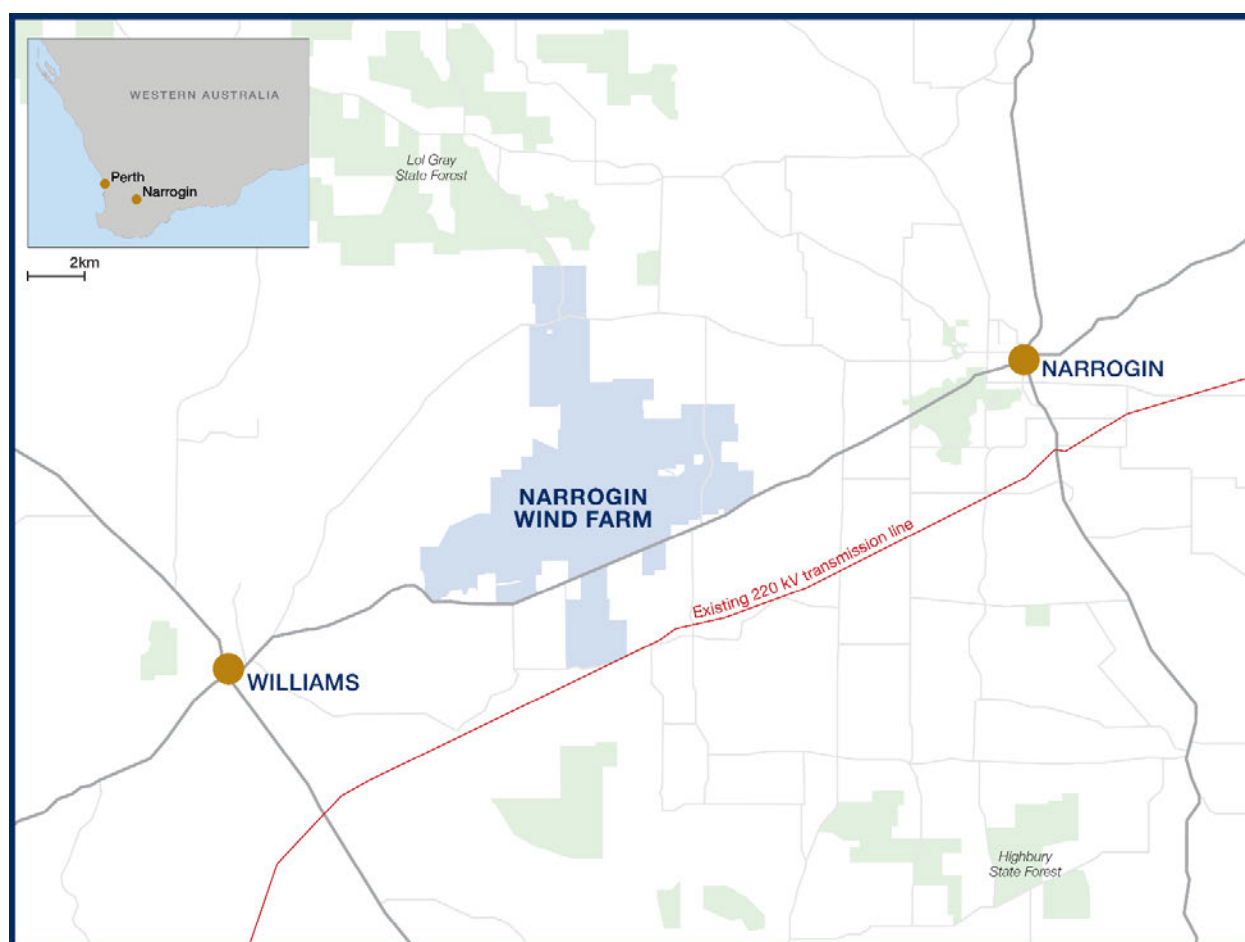 WESTERN AUSTRALIA
Perth
Narrogin
2km
Lol Gray
State Forest
NARROGIN
NARROGIN
WIND FARM
Existing 220 kV transmission line
WILLIAMS
Highbury
State Forest